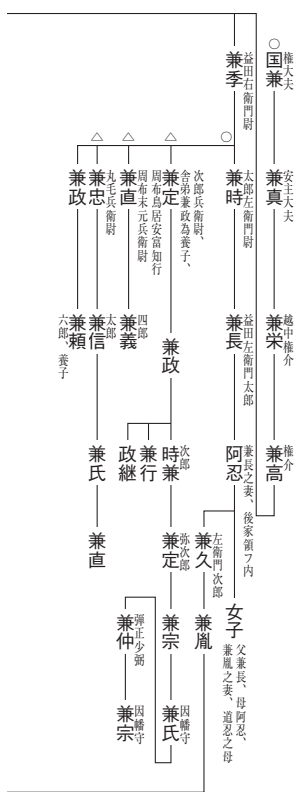 ○
国兼 権大夫
兼真 安主大夫
兼栄 越中権介
兼高 権介
兼季 益田右衛門尉
○
兼時 太郎左衛門尉
兼長 益田左衛門太郎
阿忍 兼長之妻、後家領フ内
女子 父兼長、母阿忍、
兼胤之妻、道忍之母
兼久 左衛門次郎
兼胤
△
兼定 次郎兵衛尉、
舎弟兼政為養子、
周布鳥居安富知行
兼政
時兼 次郎
兼定 弥次郎
兼宗
兼氏 因幡守
兼仲 弾正少弼
兼宗 因幡守
兼行
政継
△
兼直 周布末元兵衛尉
兼義 四郎
△
兼忠 丸毛兵衛尉
兼信 太郎
兼氏
兼直
兼政
兼頼 六郎、養子